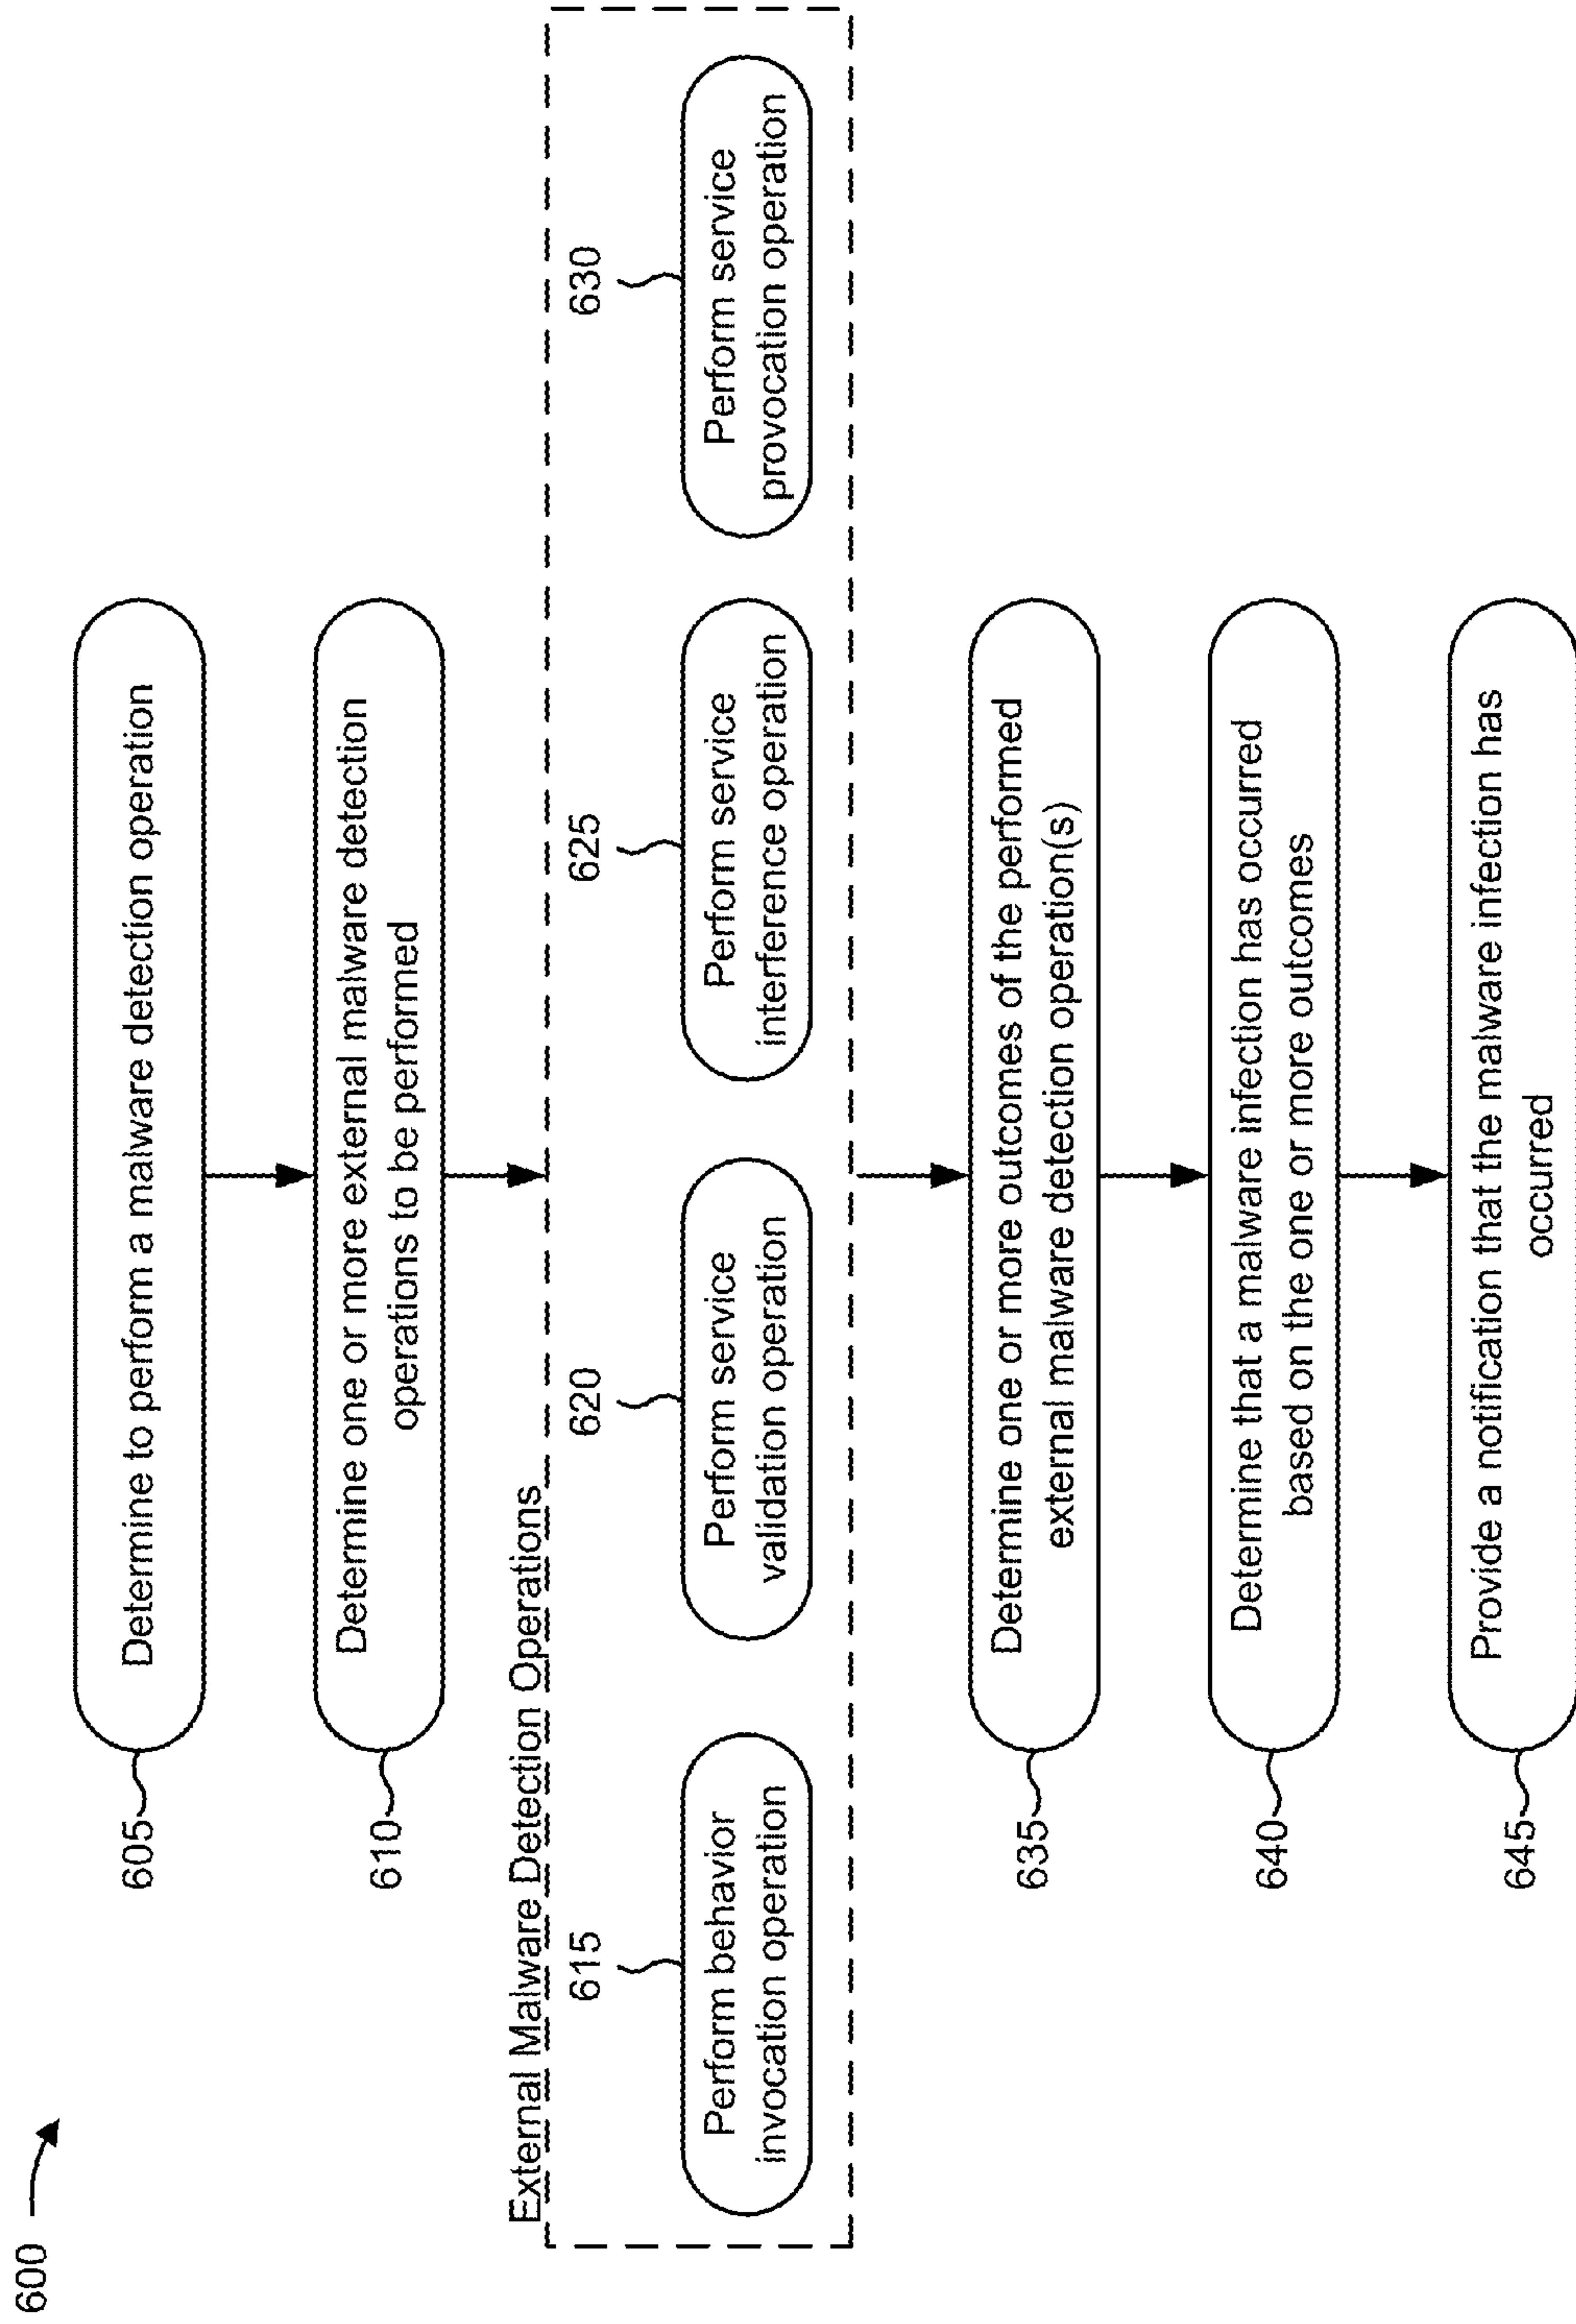 600
605
Determine to perform a malware detection operation
610
Determine one or more external malware detection
operations to be performed
External Malware Detection Operations
615
620
625
630
Perform behavior
invocation operation
Perform service
validation operation
Perform service
interference operation
Perform service
provocation operation
635
Determine one or more outcomes of the performed
external malware detection operation(s)
640
Determine that a malware infection has occurred
based on the one or more outcomes
645
Provide a notification that the malware infection has
occurred